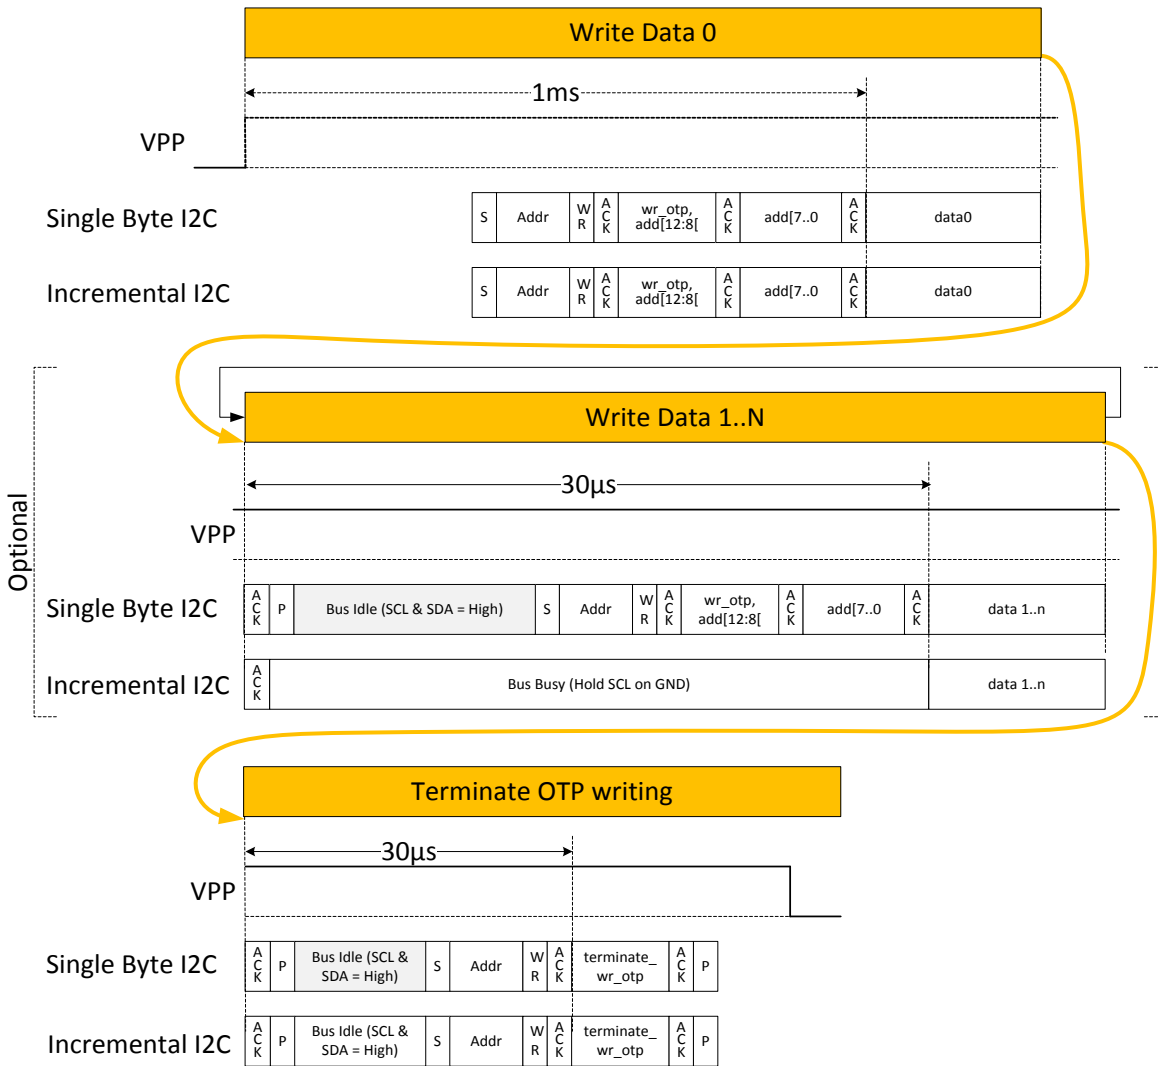 Write Data 0
1ms
VPP
Single Byte I2C
S
Addr
W
R
A
C
K
wr_otp,
add[12:8[
A
C
K
add[7..0
A
C
K
data0
Incremental I2C
S
Addr
W
R
A
C
K
wr_otp,
add[12:8[
A
C
K
add[7..0
A
C
K
data0
Optional
Write Data 1..N
30µs
VPP
Single Byte I2C
A
C
K
P
Bus Idle (SCL & SDA = High)
S
Addr
W
R
A
C
K
wr_otp,
add[12:8[
A
C
K
add[7..0
A
C
K
data 1..n
Incremental I2C
A
C
K
Bus Busy (Hold SCL on GND)
data 1..n
Terminate OTP writing
30µs
VPP
Single Byte I2C
A
C
K
P
Bus Idle (SCL &
SDA = High)
S
Addr
W
R
A
C
K
terminate_
wr_otp
A
C
K
P
Incremental I2C
A
C
K
P
Bus Idle (SCL &
SDA = High)
S
Addr
W
R
A
C
K
terminate_
wr_otp
A
C
K
P